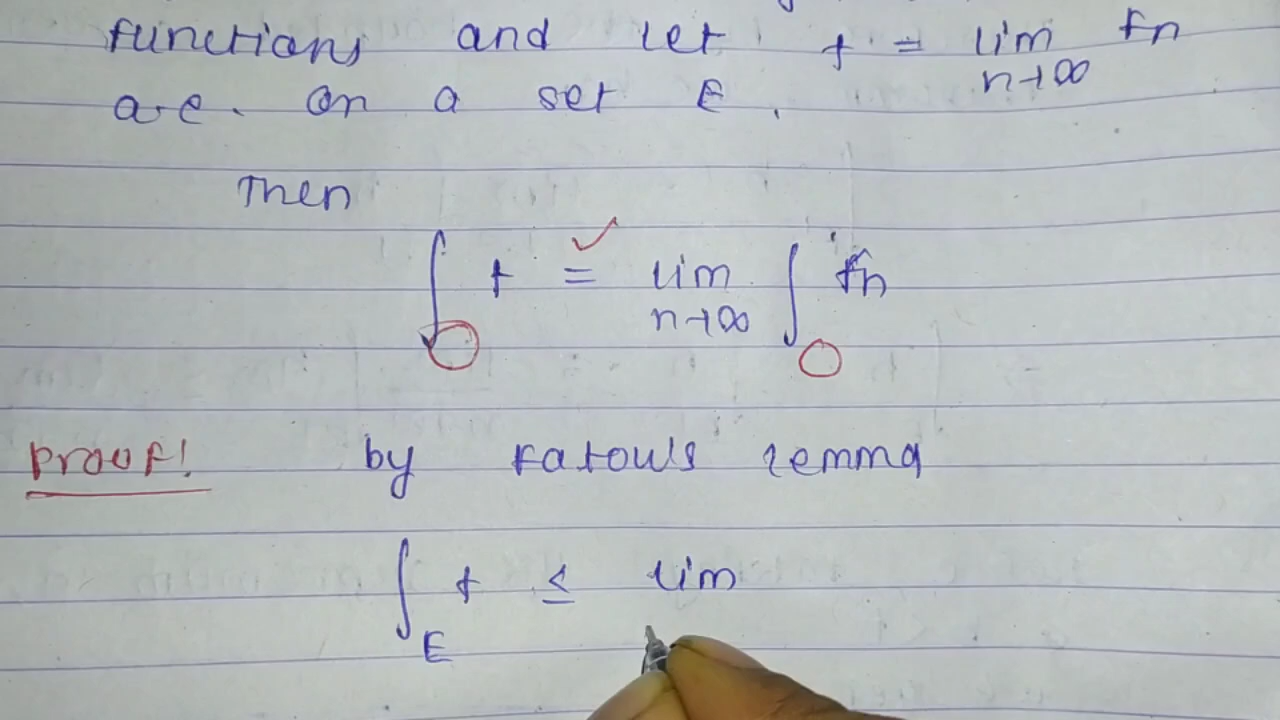 functions and let f = lim fn
n→∞
a.e. on a set E.
Then
∫ f = lim ∫ fn
n→∞
Proof! by Fatou's lemma
∫ f ≤ lim
E